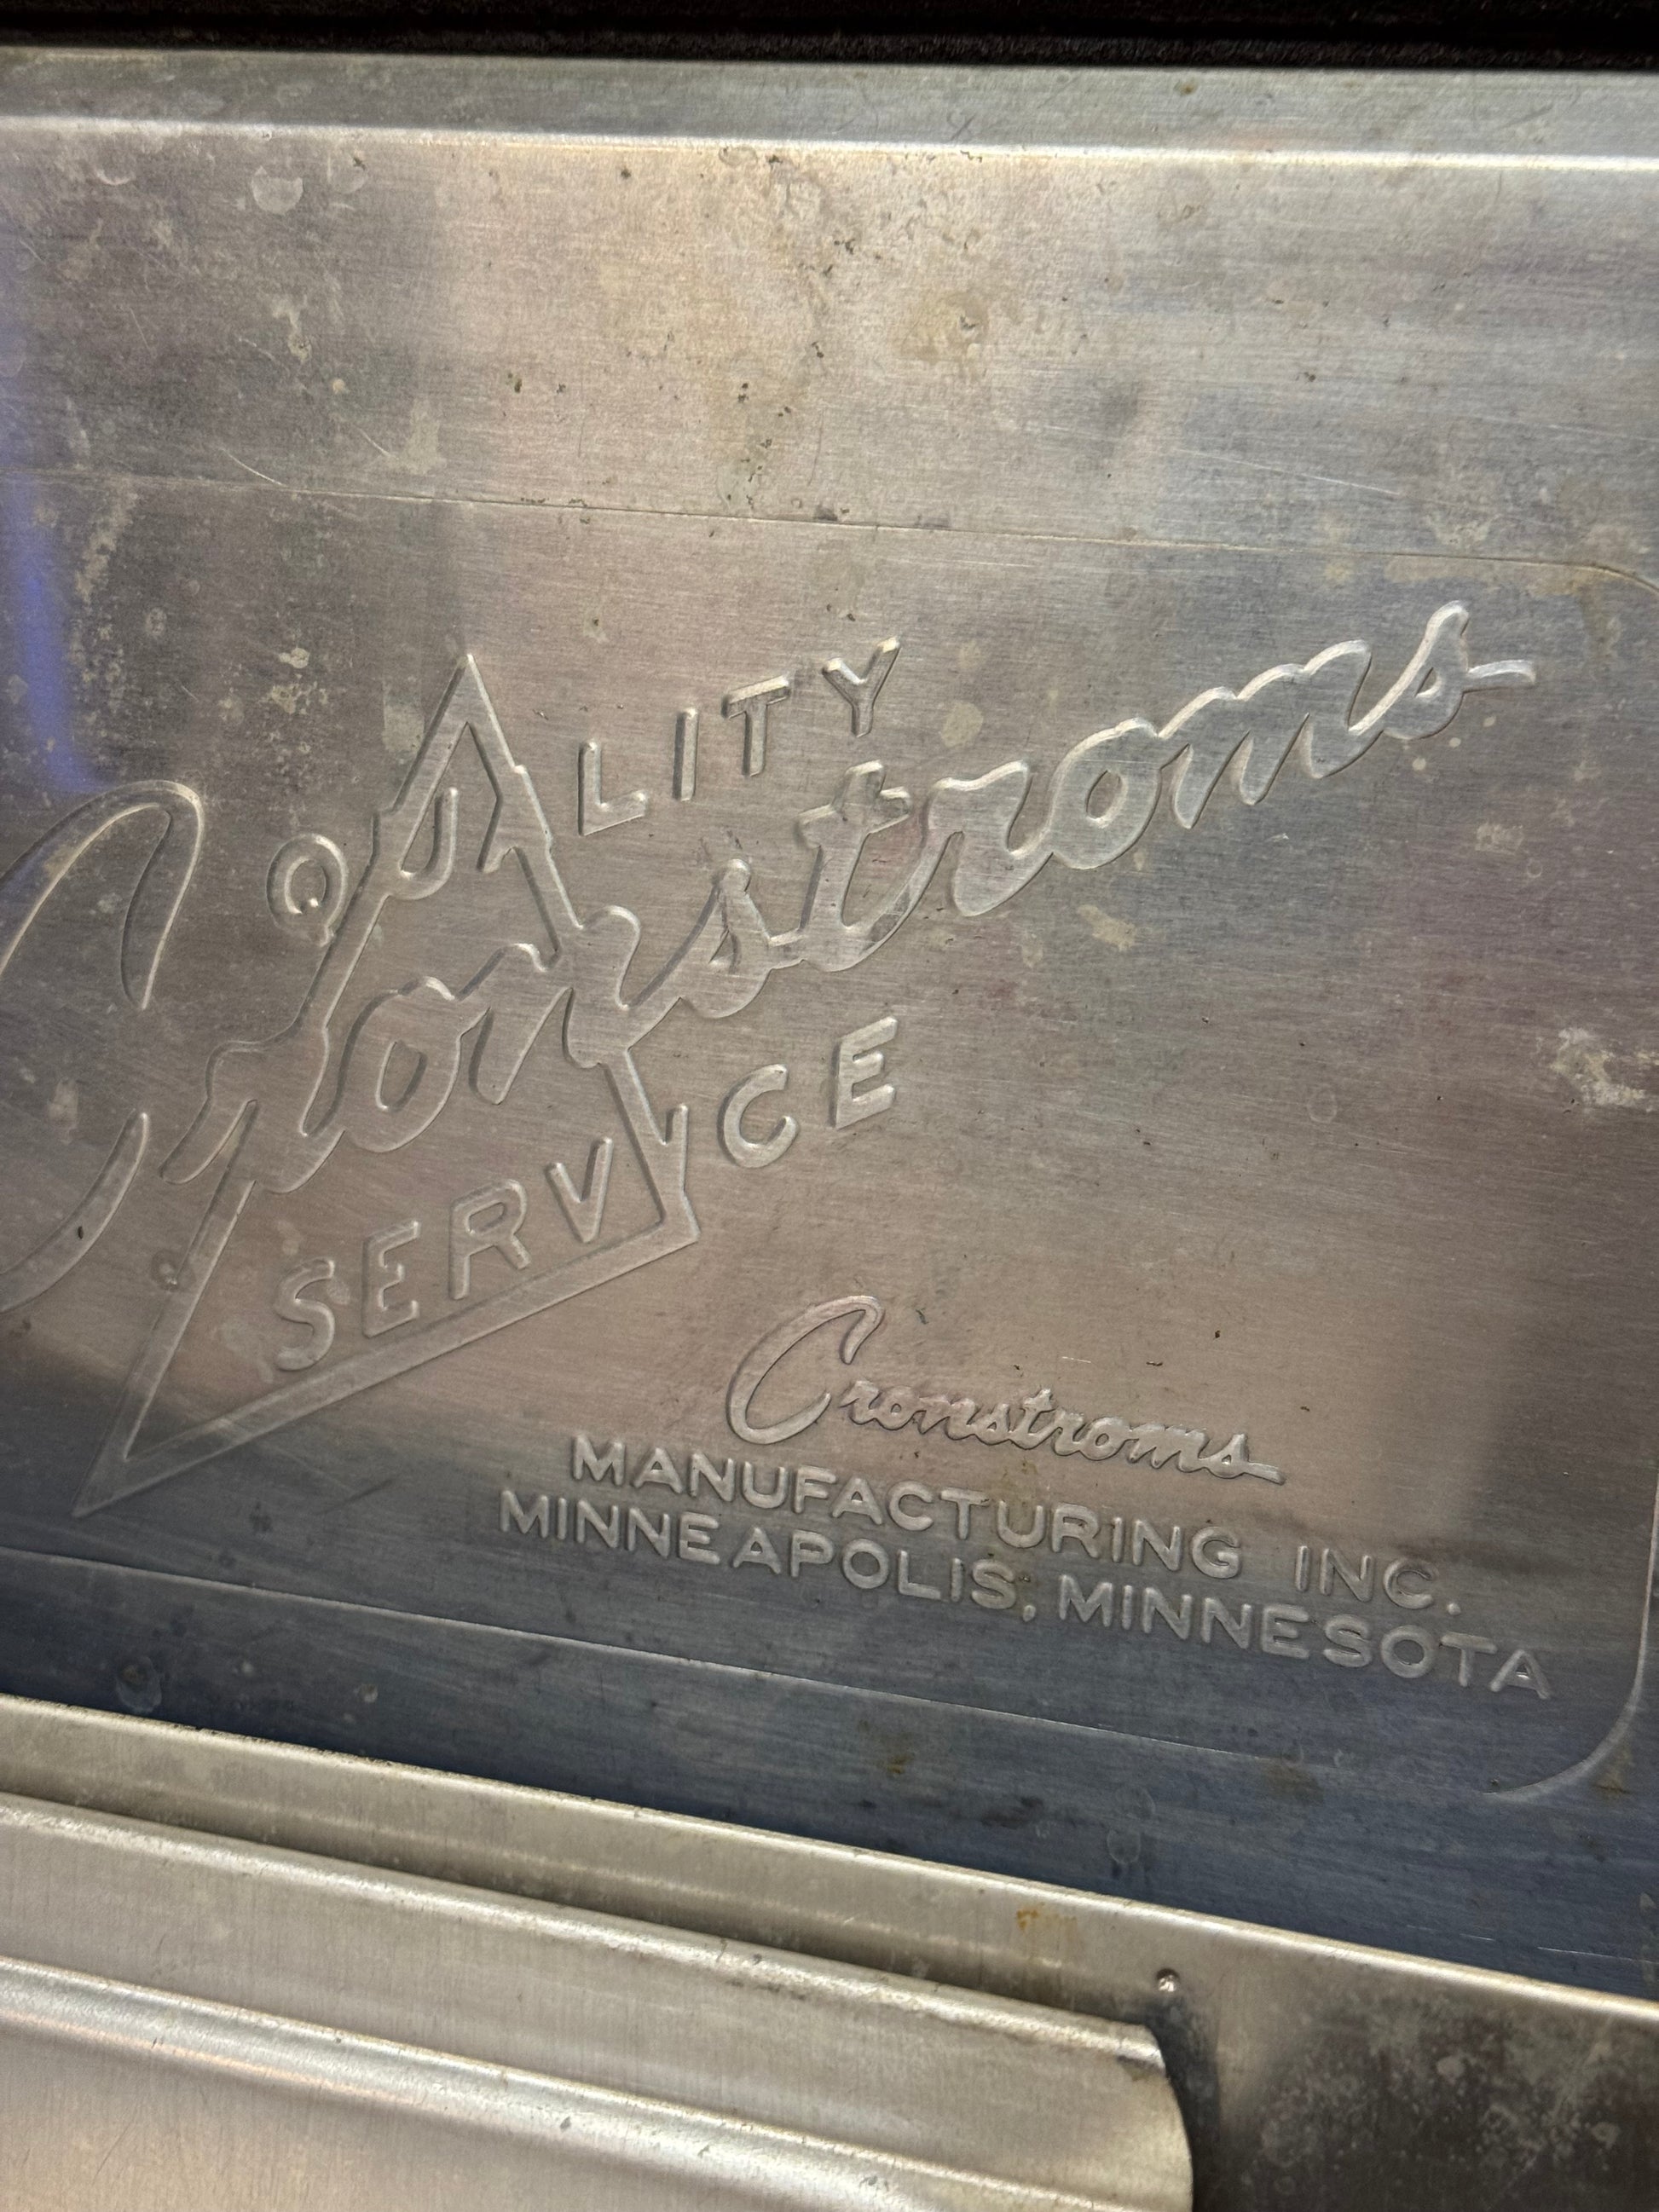 QUALITY
Cronstroms
SERVICE
Cronstroms
MANUFACTURING INC.
MINNEAPOLIS, MINNESOTA